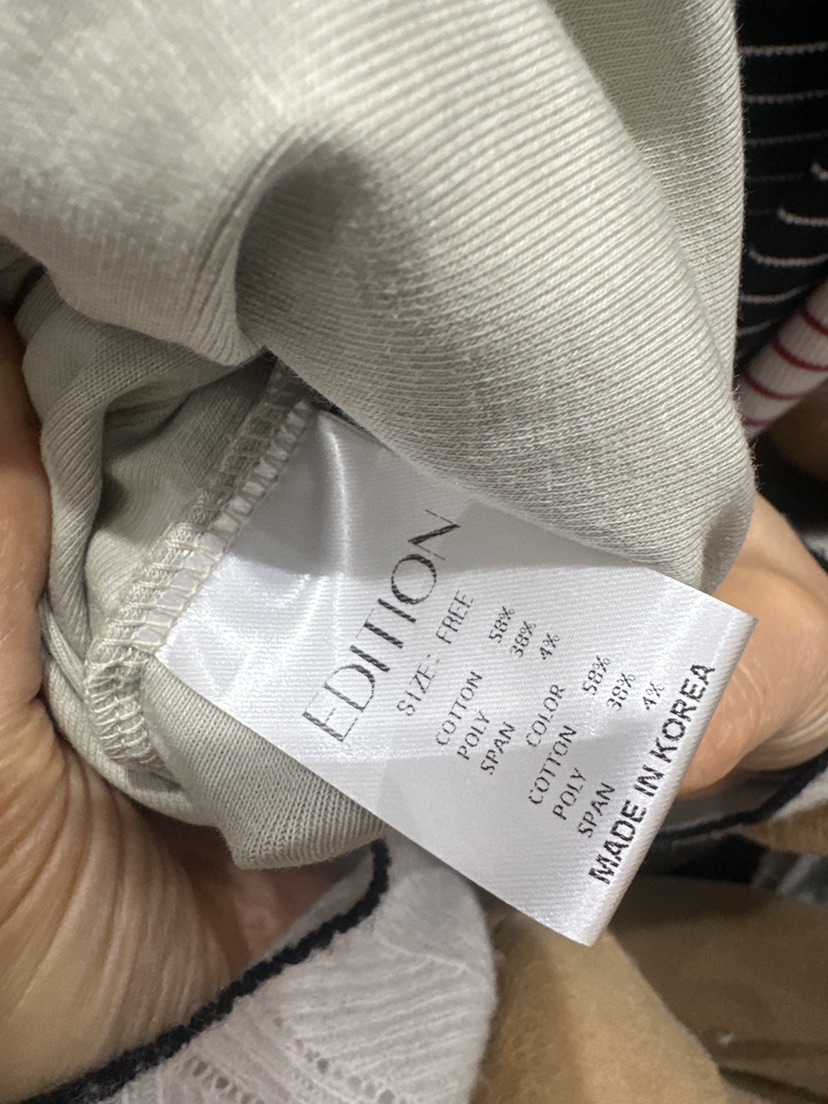 EDITION
SIZE: FREE
COTTON 58%
POLY 38%
SPAN 4%
COLOR
COTTON 58%
POLY 38%
SPAN 4%
MADE IN KOREA